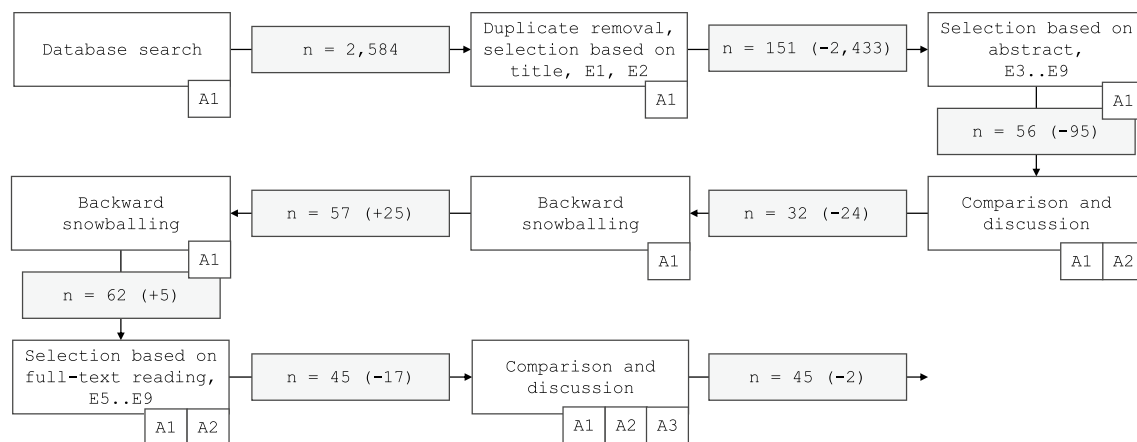 Database search
A1
n = 2,584
Duplicate removal,
selection based on
title, E1, E2
A1
n = 151 (-2,433)
Selection based on
abstract,
E3..E9
A1
n = 56 (-95)
Comparison and
discussion
A1 A2
n = 32 (-24)
Backward
snowballing
A1
n = 57 (+25)
Backward
snowballing
A1
n = 62 (+5)
Selection based on
full-text reading,
E5..E9
A1 A2
n = 45 (-17)
Comparison and
discussion
A1 A2 A3
n = 45 (-2)